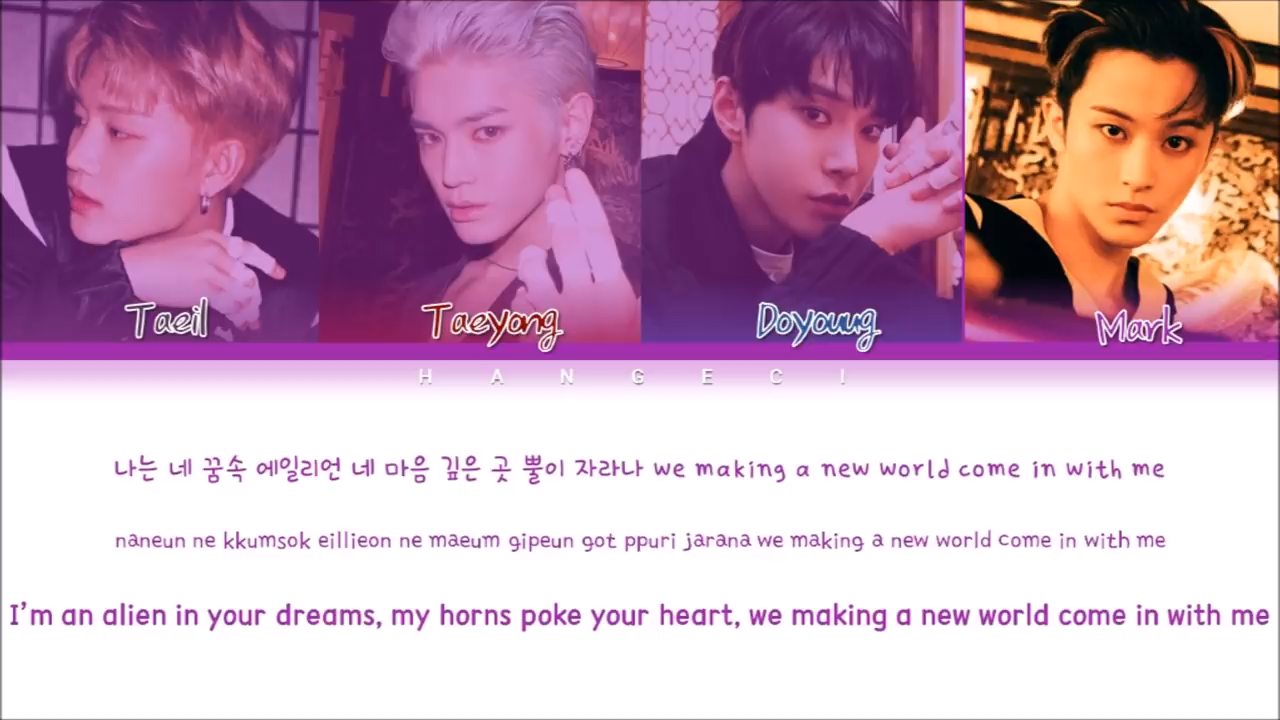 Taeil Taeyong Doyoung Mark
H A N G E C I
나는 네 꿈속 에일리언 네 마음 깊은 곳 뿔이 자라나 we making a new world come in with me
naneun ne kkumsok eillieon ne maeum gipeun got ppuri jarana we making a new world come in with me
I'm an alien in your dreams, my horns poke your heart, we making a new world come in with me